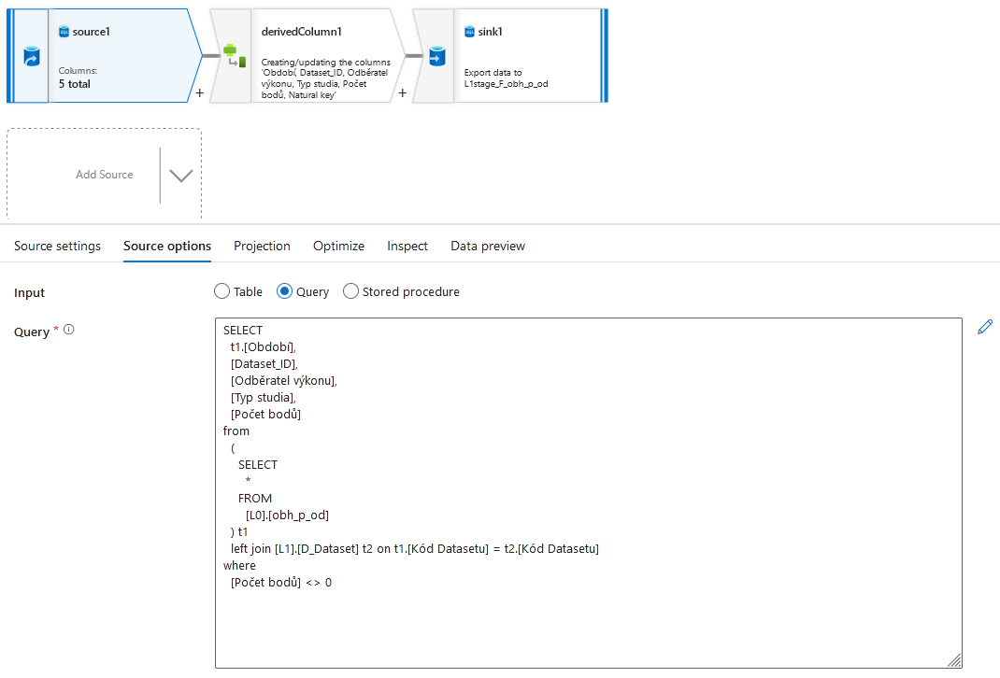 source1
Columns:
5 total
+
derivedColumn1
Creating/updating the columns
'Období, Dataset_ID, Odběratel
výkonu, Typ studia, Počet
bodů, Natural key'
+
sink1
Export data to
L1stage_F_obh_p_od
Add Source
Source settings
Source options
Projection
Optimize
Inspect
Data preview
Input
Table
Query
Stored procedure
Query *
SELECT
t1.[Období],
[Dataset_ID],
[Odběratel výkonu],
[Typ studia],
[Počet bodů]
from
(
SELECT
*
FROM
[L0].[obh_p_od]
) t1
left join [L1].[D_Dataset] t2 on t1.[Kód Datasetu] = t2.[Kód Datasetu]
where
[Počet bodů] <> 0